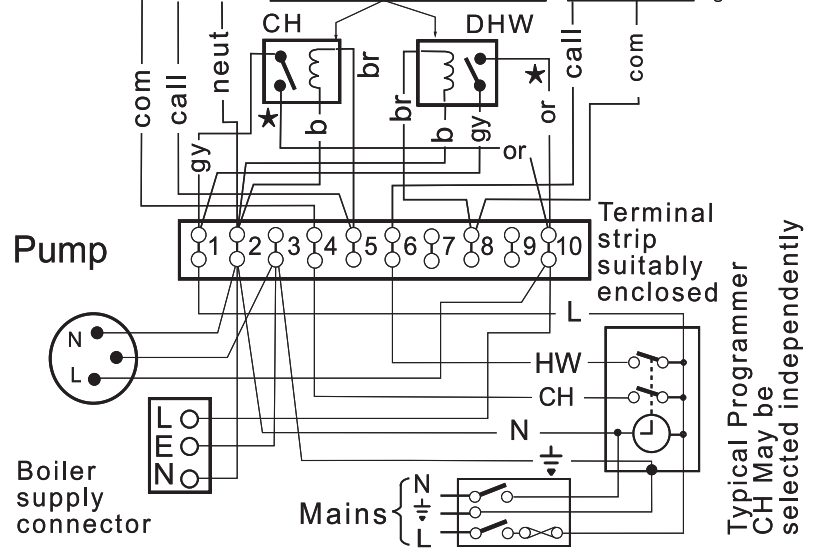 CH
DHW
com
call
neut
br
call
com
br
b
b
gy
or
gy
or
Pump
1 2 3 4 5 6 7 8 9 10
Terminal
strip
suitably
enclosed
L
N
L
HW
CH
N
L
E
N
Boiler
supply
connector
Mains
N
L
Typical Programmer
CH May be
selected independently